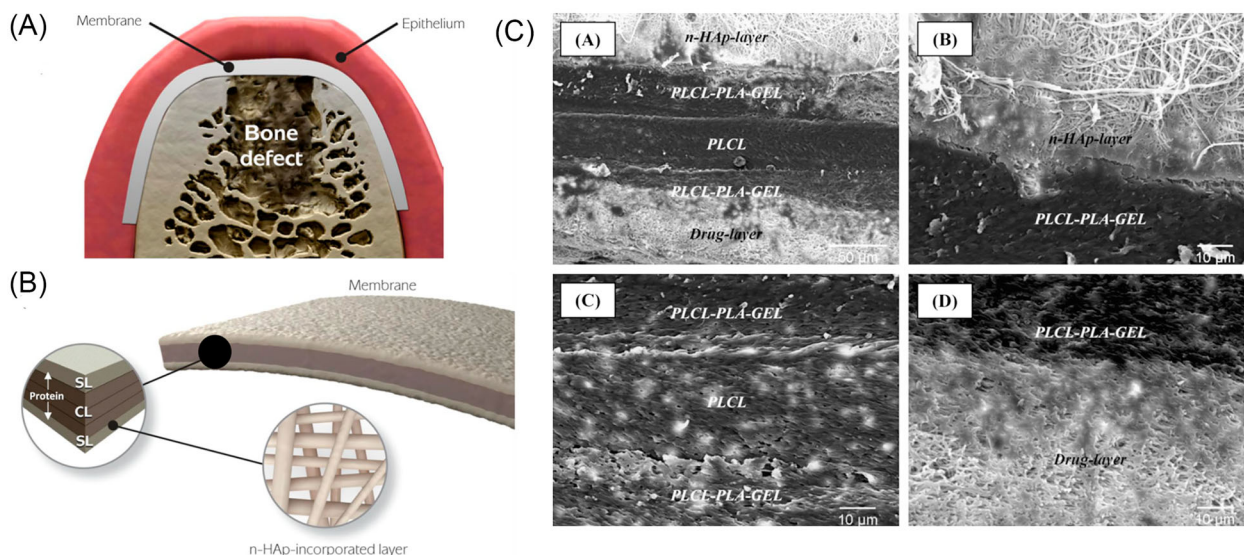 (A)
Membrane
Epithelium
Bone
defect
(B)
Membrane
SL
Protein
CL
SL
n-HAp-incorporated layer
(C)
(A)
n-HAp-layer
PLCL-PLA-GEL
PLCL
PLCL-PLA-GEL
Drug-layer
50 μm
(B)
n-HAp-layer
PLCL-PLA-GEL
10 μm
(C)
PLCL-PLA-GEL
PLCL
PLCL-PLA-GEL
10 μm
(D)
PLCL-PLA-GEL
Drug-layer
10 μm